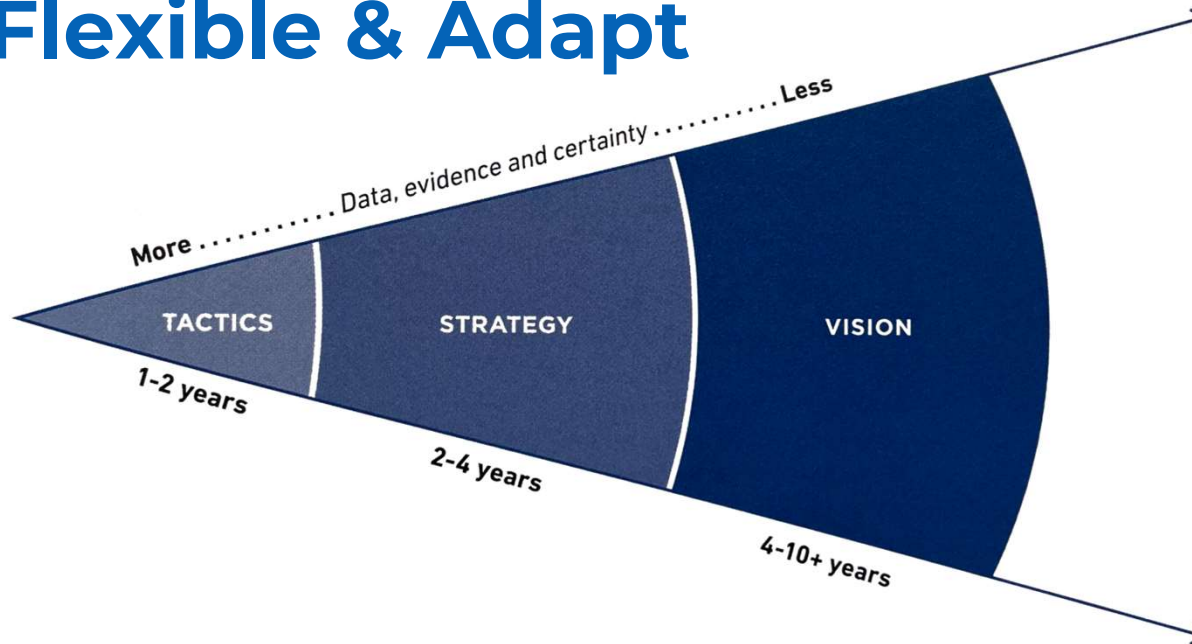 Flexible & Adapt
More .......... Data, evidence and certainty ........... Less
TACTICS
STRATEGY
VISION
1-2 years
2-4 years
4-10+ years